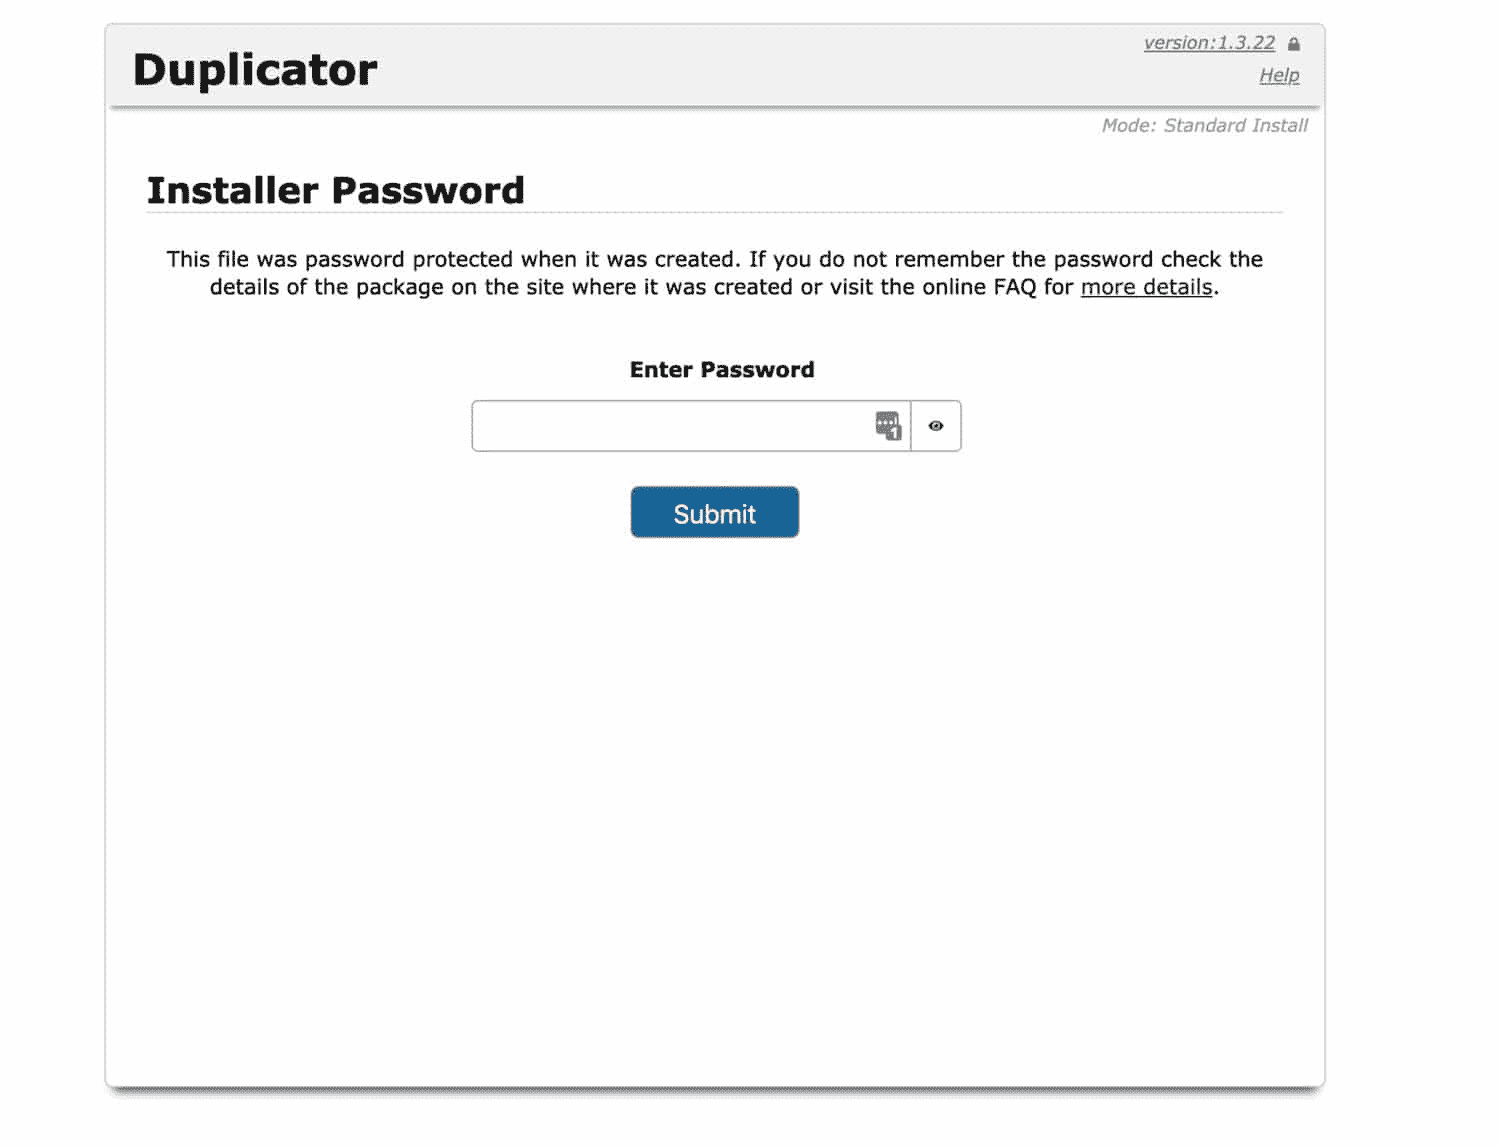 Duplicator
version:1.3.22
Help
Mode: Standard Install
Installer Password
This file was password protected when it was created. If you do not remember the password check the
details of the package on the site where it was created or visit the online FAQ for more details.
Enter Password
1
Submit